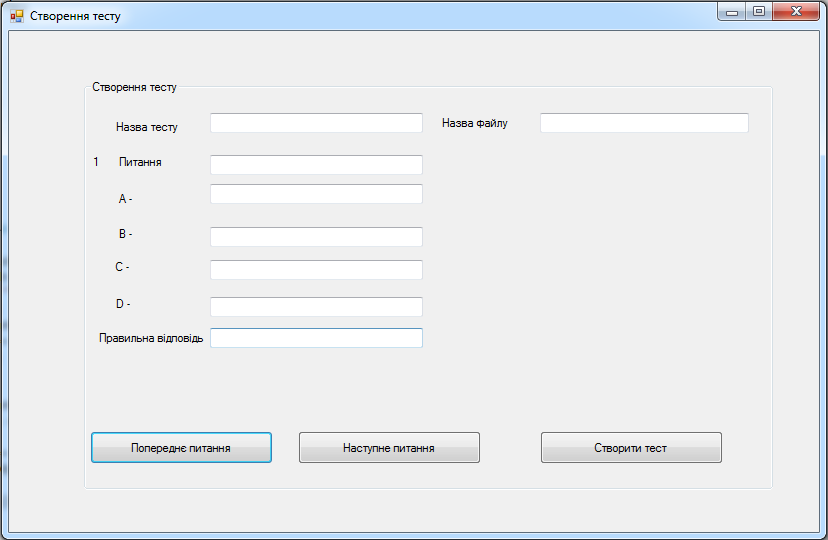 Створення тесту
Створення тесту
Назва тесту
Назва файлу
1 Питання
A -
B -
C -
D -
Правильна відповідь
Попереднє питання
Наступне питання
Створити тест